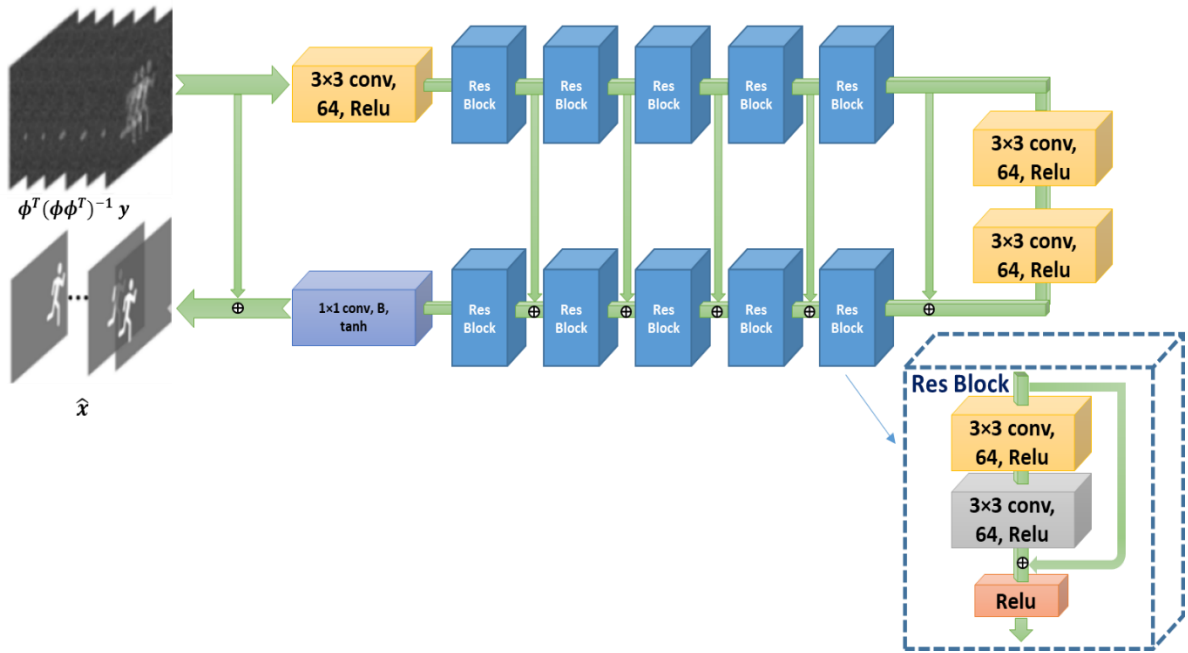 3×3 conv,
64, Relu
Res
Block
Res
Block
Res
Block
Res
Block
Res
Block
3×3 conv,
64, Relu
3×3 conv,
64, Relu
ϕᵀ(ϕϕᵀ)⁻¹ y
1×1 conv, B,
tanh
Res
Block
Res
Block
Res
Block
Res
Block
Res
Block
x̂
Res Block
3×3 conv,
64, Relu
3×3 conv,
64, Relu
Relu